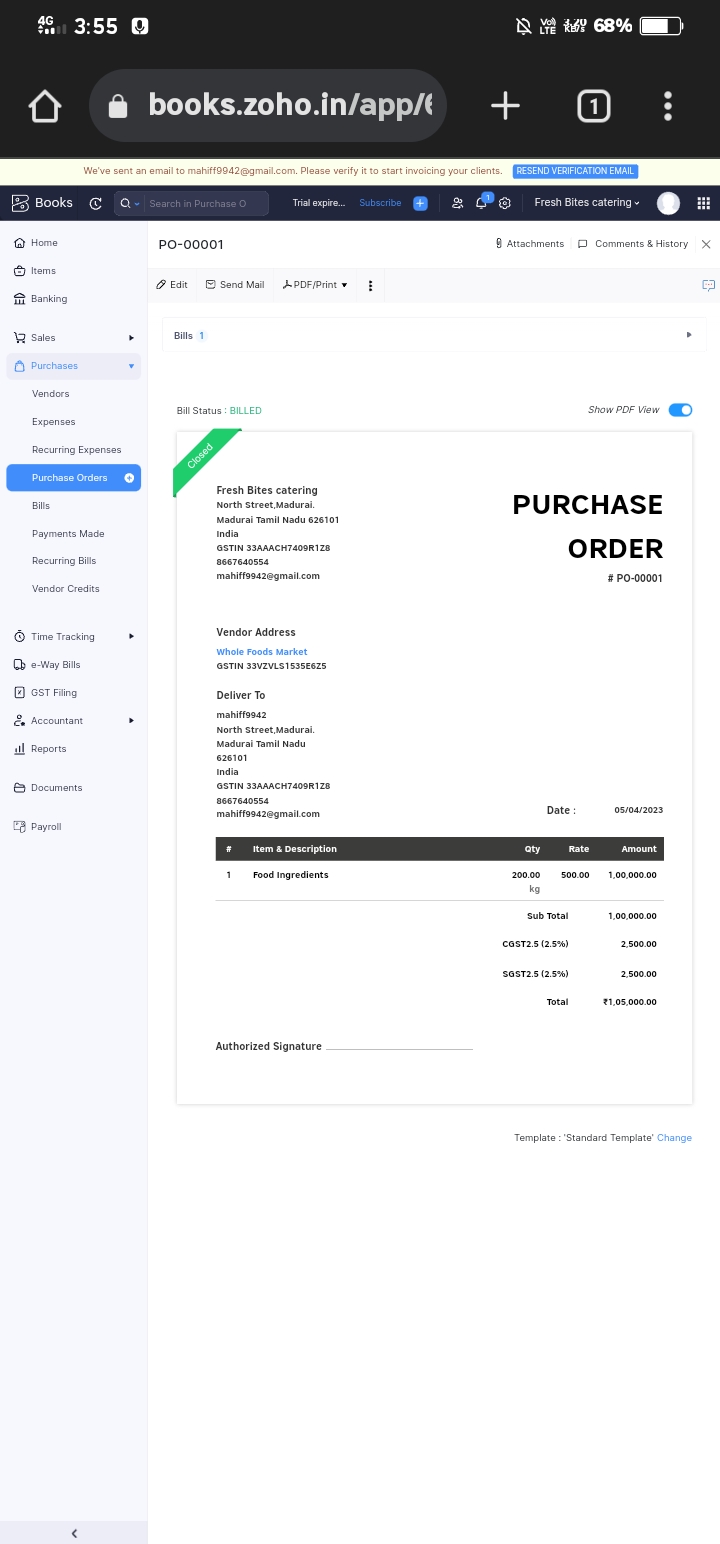 4G 3:55 Vo) LTE 3.20 KB/s 68%
books.zoho.in/app/6 1
We've sent an email to mahiff9942@gmail.com. Please verify it to start invoicing your clients. RESEND VERIFICATION EMAIL
Books Search in Purchase O Trial expire... Subscribe 1 Fresh Bites catering
Home
Items
Banking
Sales
Purchases
Vendors
Expenses
Recurring Expenses
Purchase Orders
Bills
Payments Made
Recurring Bills
Vendor Credits
Time Tracking
e-Way Bills
GST Filing
Accountant
Reports
Documents
Payroll
PO-00001 Attachments Comments & History
Edit Send Mail PDF/Print
Bills 1
Bill Status : BILLED Show PDF View
Closed
Fresh Bites catering
North Street,Madurai.
Madurai Tamil Nadu 626101
India
GSTIN 33AAACH7409R1Z8
8667640554
mahiff9942@gmail.com
PURCHASE
ORDER
# PO-00001
Vendor Address
Whole Foods Market
GSTIN 33VZVLS1535E6Z5
Deliver To
mahiff9942
North Street,Madurai.
Madurai Tamil Nadu
626101
India
GSTIN 33AAACH7409R1Z8
8667640554
mahiff9942@gmail.com
Date : 05/04/2023
# Item & Description Qty Rate Amount
1 Food Ingredients 200.00 500.00 1,00,000.00
kg
Sub Total 1,00,000.00
CGST2.5 (2.5%) 2,500.00
SGST2.5 (2.5%) 2,500.00
Total ₹1,05,000.00
Authorized Signature
Template : 'Standard Template' Change